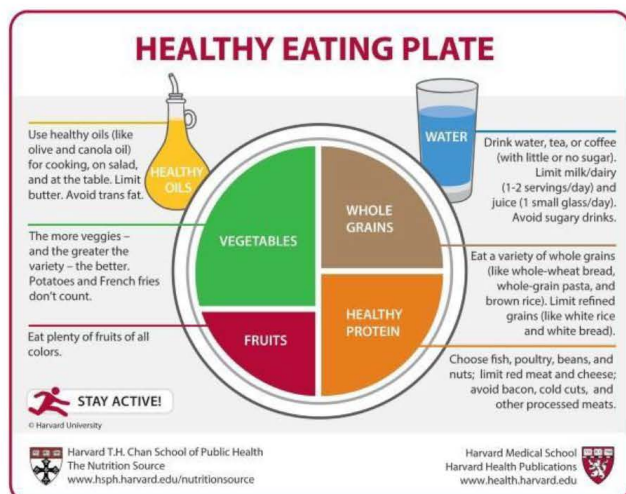 HEALTHY EATING PLATE
Use healthy oils (like
olive and canola oil)
for cooking, on salad,
and at the table. Limit
butter. Avoid trans fat.
HEALTHY
OILS
The more veggies –
and the greater the
variety – the better.
Potatoes and French fries
don't count.
Eat plenty of fruits of all
colors.
VEGETABLES
FRUITS
WHOLE
GRAINS
HEALTHY
PROTEIN
WATER
Drink water, tea, or coffee
(with little or no sugar).
Limit milk/dairy
(1-2 servings/day) and
juice (1 small glass/day).
Avoid sugary drinks.
Eat a variety of whole grains
(like whole-wheat bread,
whole-grain pasta, and
brown rice). Limit refined
grains (like white rice
and white bread).
Choose fish, poultry, beans, and
nuts; limit red meat and cheese;
avoid bacon, cold cuts, and
other processed meats.
STAY ACTIVE!
© Harvard University
Harvard T.H. Chan School of Public Health
The Nutrition Source
www.hsph.harvard.edu/nutritionsource
Harvard Medical School
Harvard Health Publications
www.health.harvard.edu